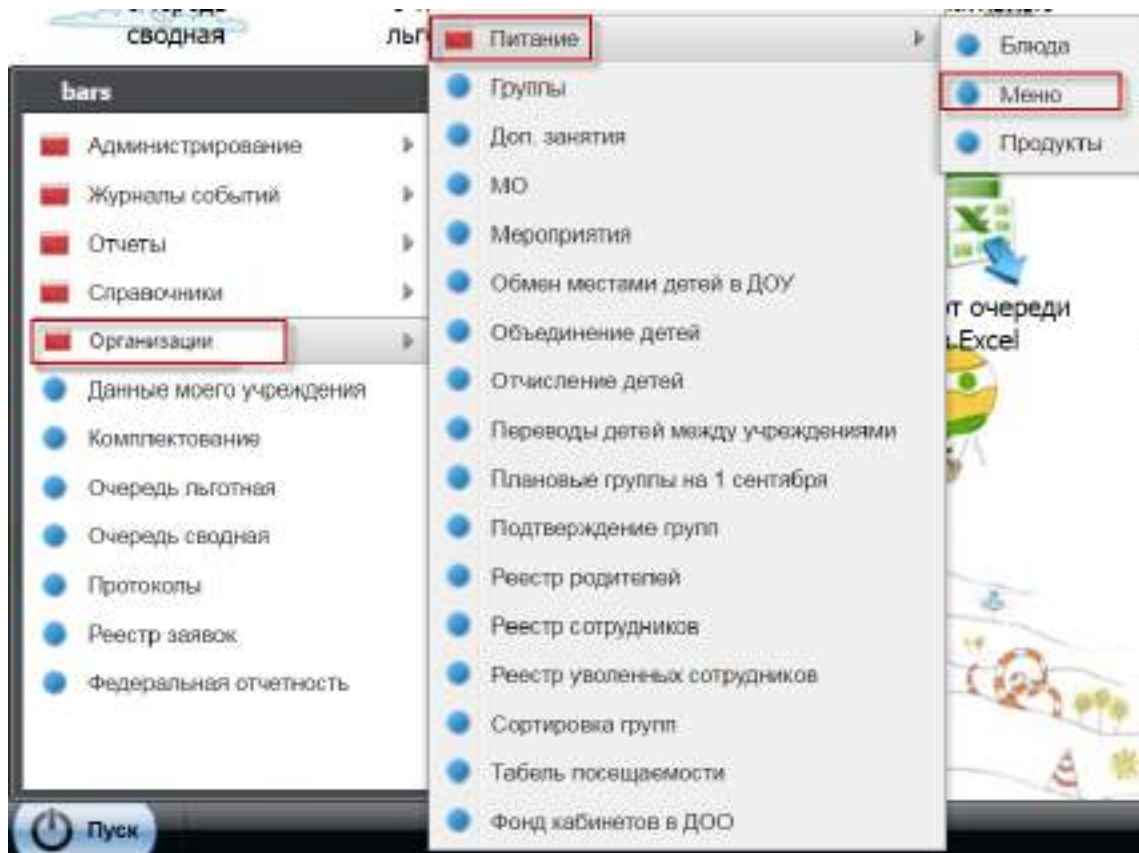 сводная
bars
Администрирование
Журналы событий
Отчеты
Справочники
Организации
Данные моего учреждения
Комплектование
Очередь льготная
Очередь сводная
Протоколы
Реестр заявок
Федеральная отчетность
Пуск
Питание
Группы
Доп. занятия
МО
Мероприятия
Обмен местами детей в ДОУ
Объединение детей
Отчисление детей
Переводы детей между учреждениями
Плановые группы на 1 сентября
Подтверждение групп
Реестр родителей
Реестр сотрудников
Реестр уволенных сотрудников
Сортировка групп
Табель посещаемости
Фонд кабинетов в ДОО
Блюда
Меню
Продукты
очереди
Excel